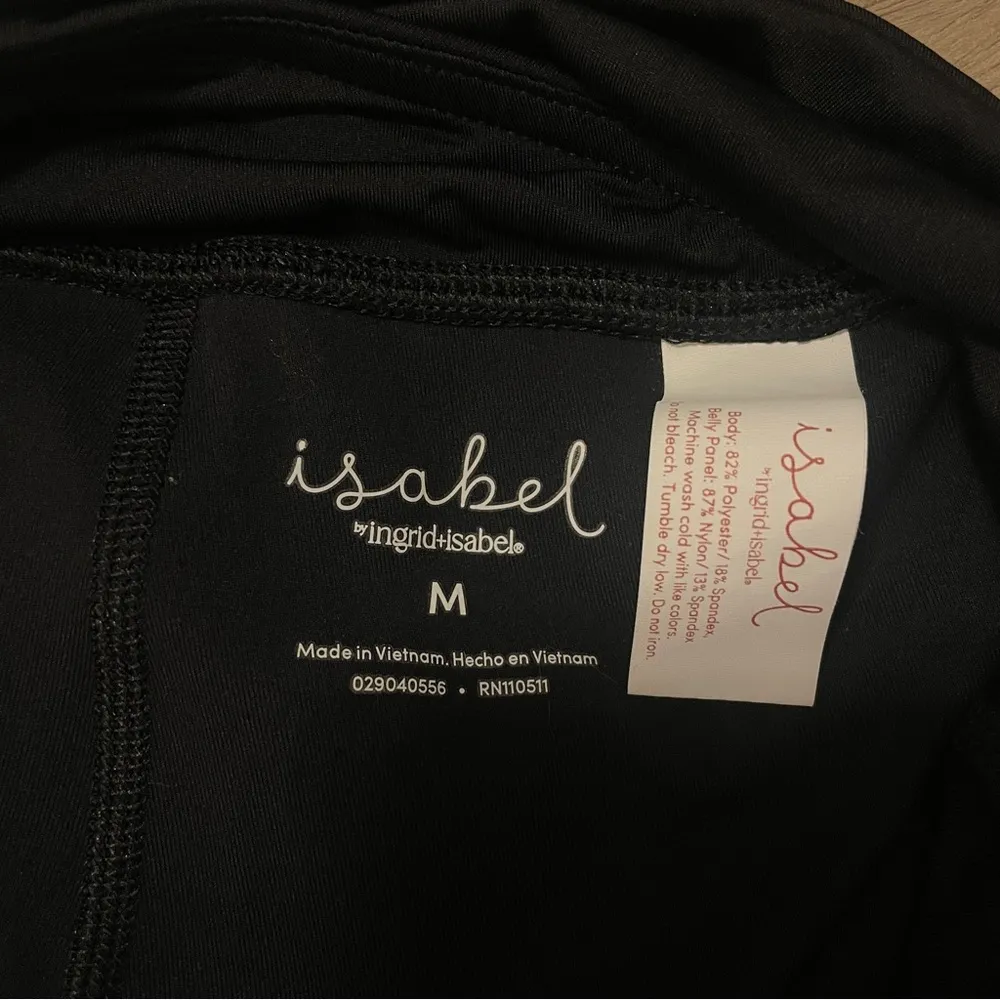 isabel
by ingrid+isabel®
M
Made in Vietnam. Hecho en Vietnam
029040556 • RN110511
isabel
by ingrid+isabel®
Body: 82% Polyester/18% Spandex,
Belly Panel: 87% Nylon/13% Spandex
Machine wash cold with like colors.
not bleach. Tumble dry low. Do not iron.